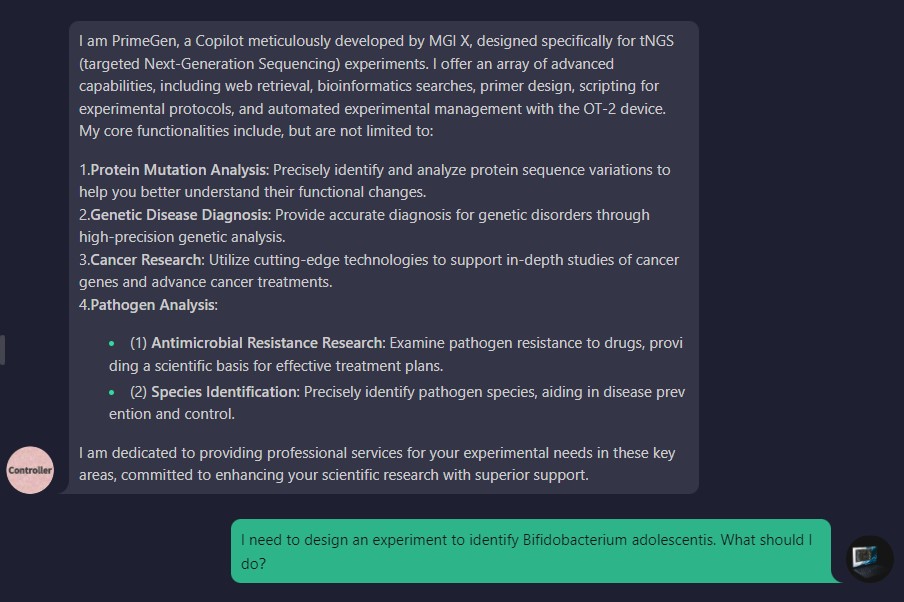 I am PrimeGen, a Copilot meticulously developed by MGI X, designed specifically for tNGS
(targeted Next-Generation Sequencing) experiments. I offer an array of advanced
capabilities, including web retrieval, bioinformatics searches, primer design, scripting for
experimental protocols, and automated experimental management with the OT-2 device.
My core functionalities include, but are not limited to:
1.Protein Mutation Analysis: Precisely identify and analyze protein sequence variations to
help you better understand their functional changes.
2.Genetic Disease Diagnosis: Provide accurate diagnosis for genetic disorders through
high-precision genetic analysis.
3.Cancer Research: Utilize cutting-edge technologies to support in-depth studies of cancer
genes and advance cancer treatments.
4.Pathogen Analysis:
• (1) Antimicrobial Resistance Research: Examine pathogen resistance to drugs, provi
ding a scientific basis for effective treatment plans.
• (2) Species Identification: Precisely identify pathogen species, aiding in disease prev
ention and control.
I am dedicated to providing professional services for your experimental needs in these key
areas, committed to enhancing your scientific research with superior support.
Controller
I need to design an experiment to identify Bifidobacterium adolescentis. What should I
do?